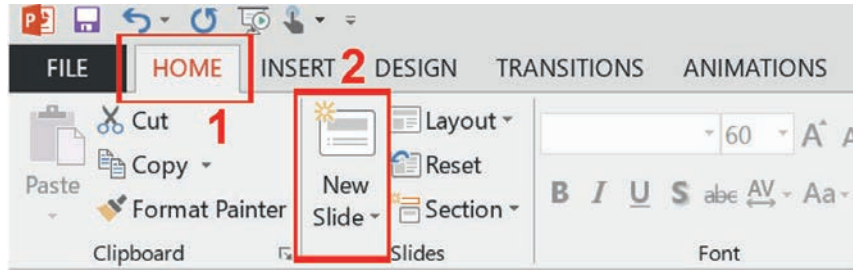 FILE HOME INSERT DESIGN TRANSITIONS ANIMATIONS
1 2
Paste
Cut
Copy
Format Painter
Clipboard
New
Slide
Layout
Reset
Section
Slides
60 A A
B I U S abc AV Aa
Font